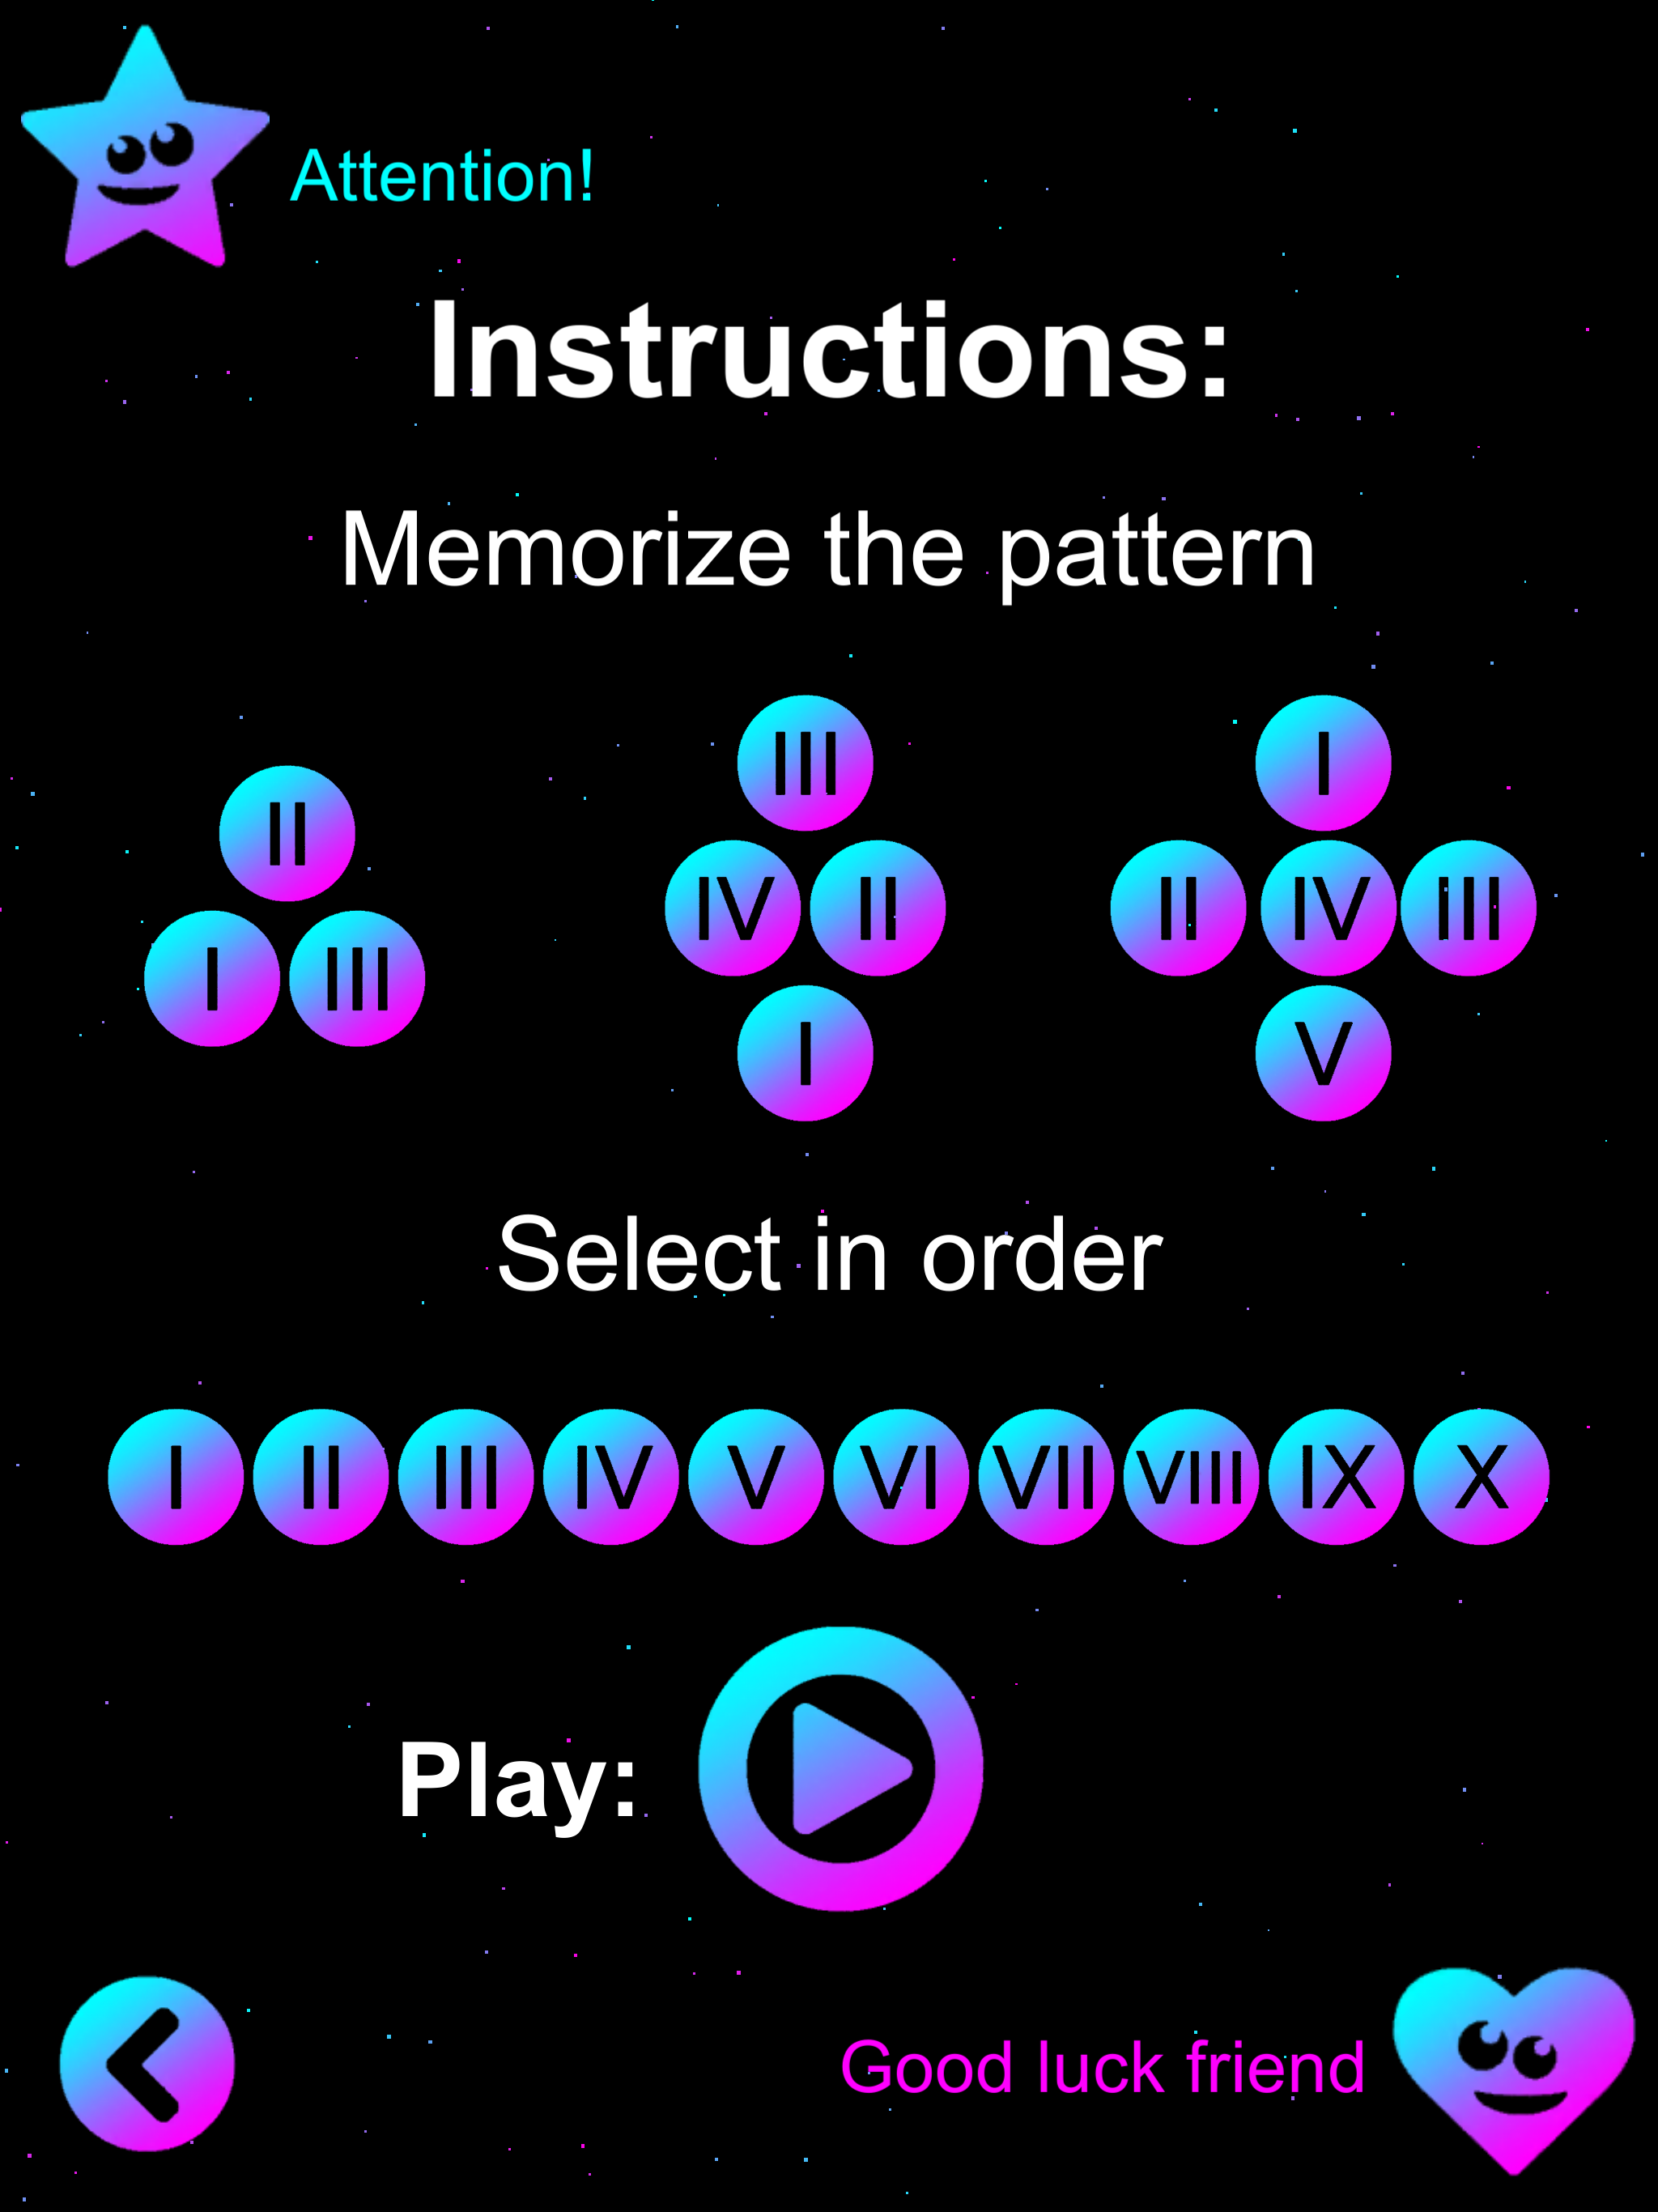 Attention!
Instructions:
Memorize the pattern
III I
II
IV II II IV III
I III
I V
Select in order
I II III IV V VI VII VIII IX X
Play:
Good luck friend